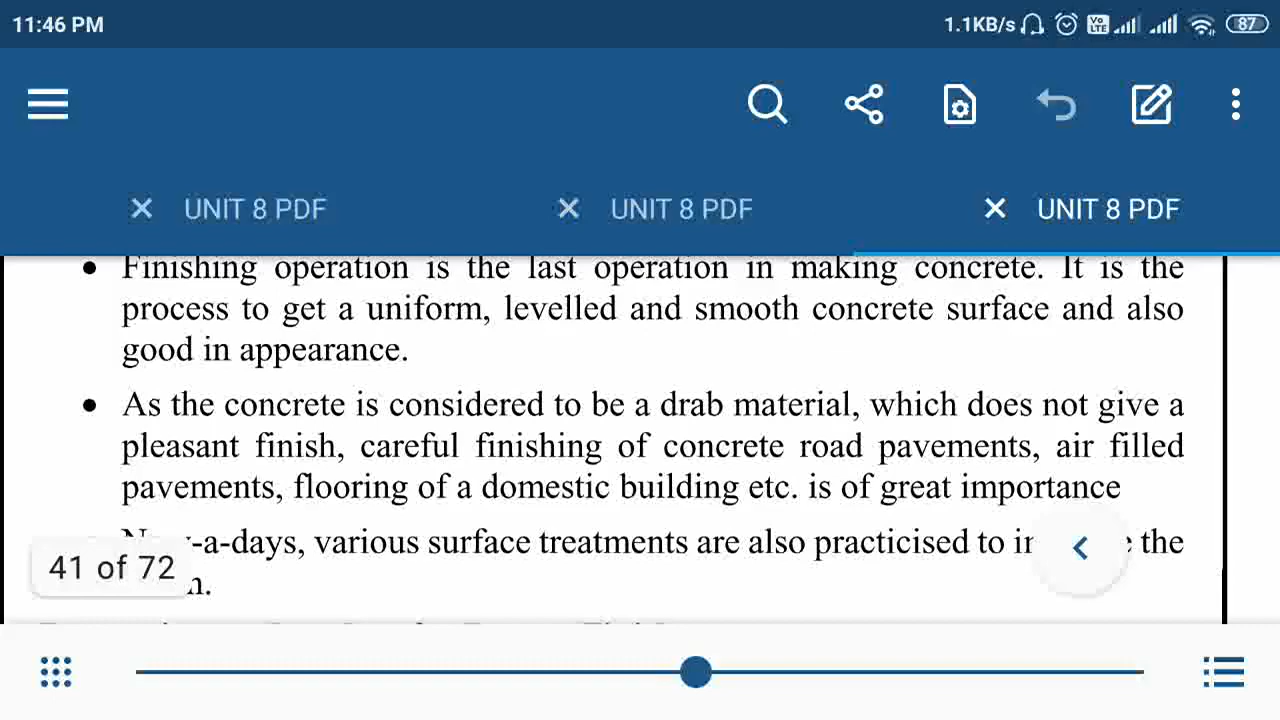 11:46 PM
1.1KB/s Vo LTE 87
UNIT 8 PDF
UNIT 8 PDF
UNIT 8 PDF
• Finishing operation is the last operation in making concrete. It is the
process to get a uniform, levelled and smooth concrete surface and also
good in appearance.
• As the concrete is considered to be a drab material, which does not give a
pleasant finish, careful finishing of concrete road pavements, air filled
pavements, flooring of a domestic building etc. is of great importance
-a-days, various surface treatments are also practicised to the
41 of 72